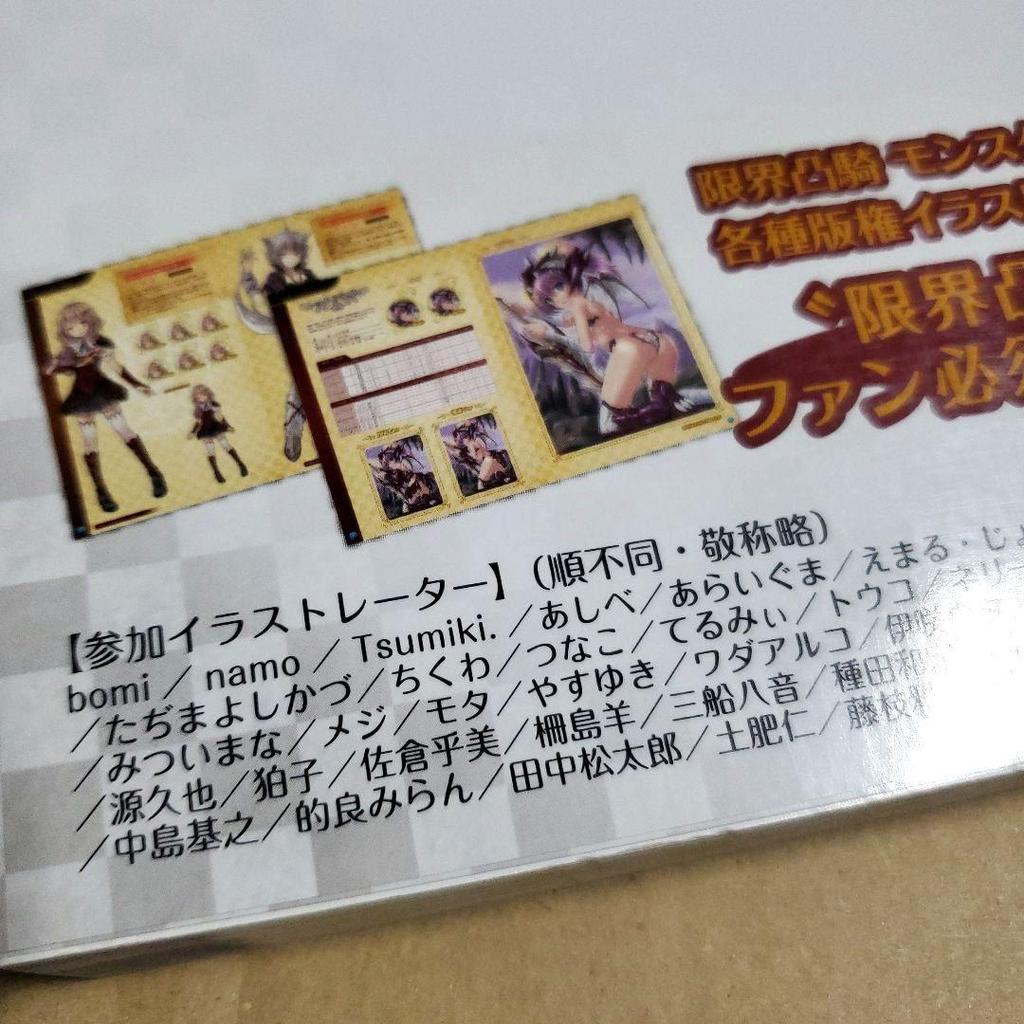 限界凸騎 モンス
各種版権イラス
〝限界凸
ファン必
【参加イラストレーター】(順不同・敬称略)
bomi／namo／Tsumiki.／あしべ／あらいぐま／えまる・じょ
／たぢまよしかづ／ちくわ／つなこ／てるみぃ／トウコ／ネリ
／みついまな／メジ／モタ／やすゆき／ワダアルコ／伊
／源久也／狛子／佐倉平美／柵島羊／三船八音／種田和
／中島基之／的良みらん／田中松太郎／土肥仁／藤枝雅